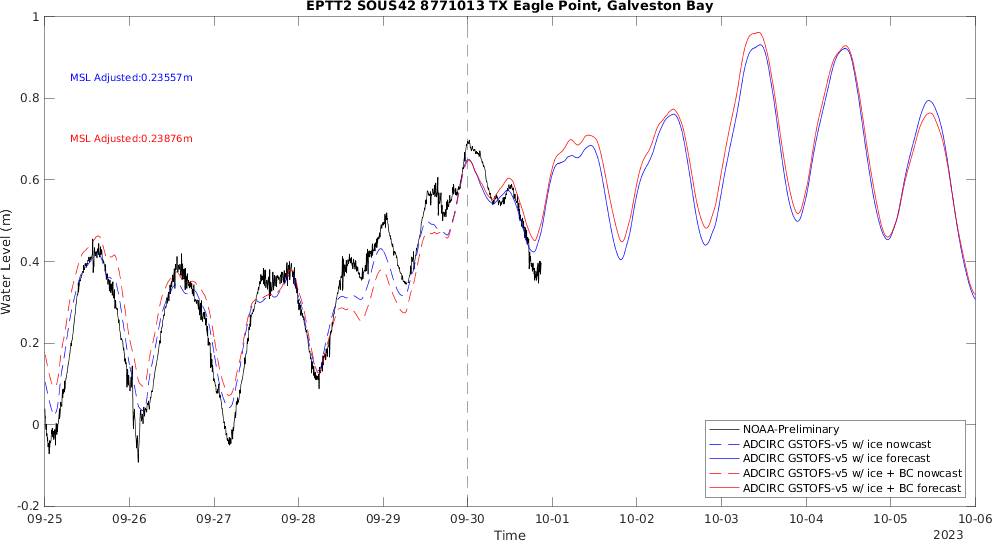 EPTT2 SOUS42 8771013 TX Eagle Point, Galveston Bay
1
0.8
0.6
0.4
0.2
0
-0.2
Water Level (m)
MSL Adjusted:0.23557m
MSL Adjusted:0.23876m
NOAA-Preliminary
ADCIRC GSTOFS-v5 w/ ice nowcast
ADCIRC GSTOFS-v5 w/ ice forecast
ADCIRC GSTOFS-v5 w/ ice + BC nowcast
ADCIRC GSTOFS-v5 w/ ice + BC forecast
09-25 09-26 09-27 09-28 09-29 09-30 10-01 10-02 10-03 10-04 10-05 10-06
Time
2023